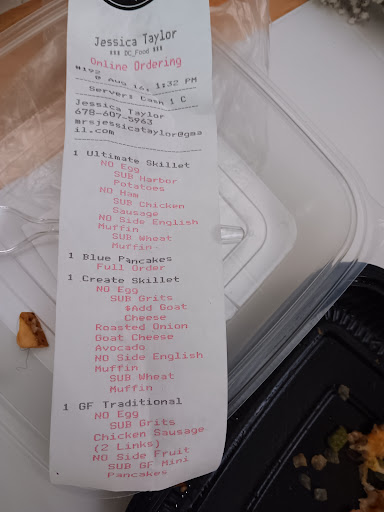 Jessica Taylor
!!! DC_Food !!!
Online Ordering
#192
Aug 16, 1:32 PM
Server: Cash 1 C
Jessica Taylor
678-607-5963
mrsjessicataylor@gma
il.com
1 Ultimate Skillet
NO Egg
SUB Harbor
Potatoes
NO Ham
SUB Chicken
Sausage
NO Side English
Muffin
SUB Wheat
Muffin
1 Blue Pancakes
Full Order
1 Create Skillet
NO Egg
SUB Grits
$Add Goat
Cheese
Roasted Onion
Goat Cheese
Avocado
NO Side English
Muffin
SUB Wheat
Muffin
1 GF Traditional
NO Egg
SUB Grits
Chicken Sausage
(2 Links)
NO Side Fruit
SUB GF Mini
Pancakes